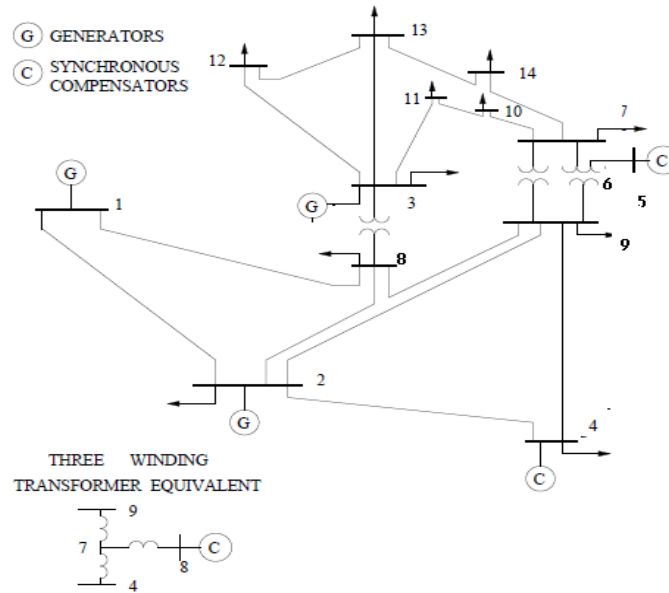 G GENERATORS
C SYNCHRONOUS
COMPENSATORS
13
12
14
11
10
7
G
C
6
1
G
3
5
8
9
2
4
G
C
THREE WINDING
TRANSFORMER EQUIVALENT
9
7
C
8
4